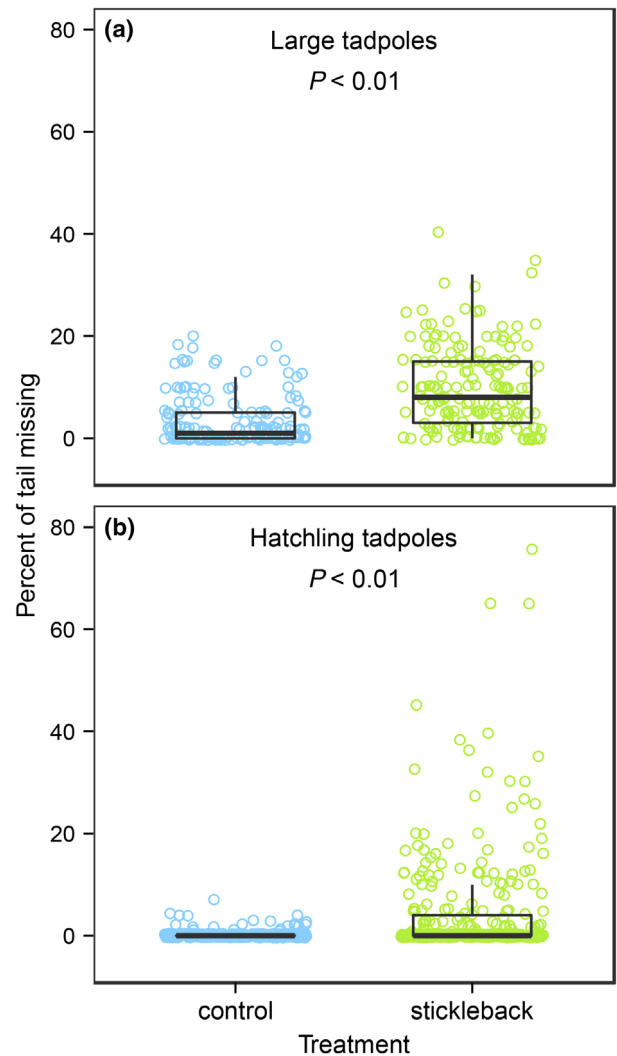 (a)
Large tadpoles
P < 0.01
80
60
40
20
0
(b)
Hatchling tadpoles
P < 0.01
80
60
40
20
0
Percent of tail missing
control stickleback
Treatment